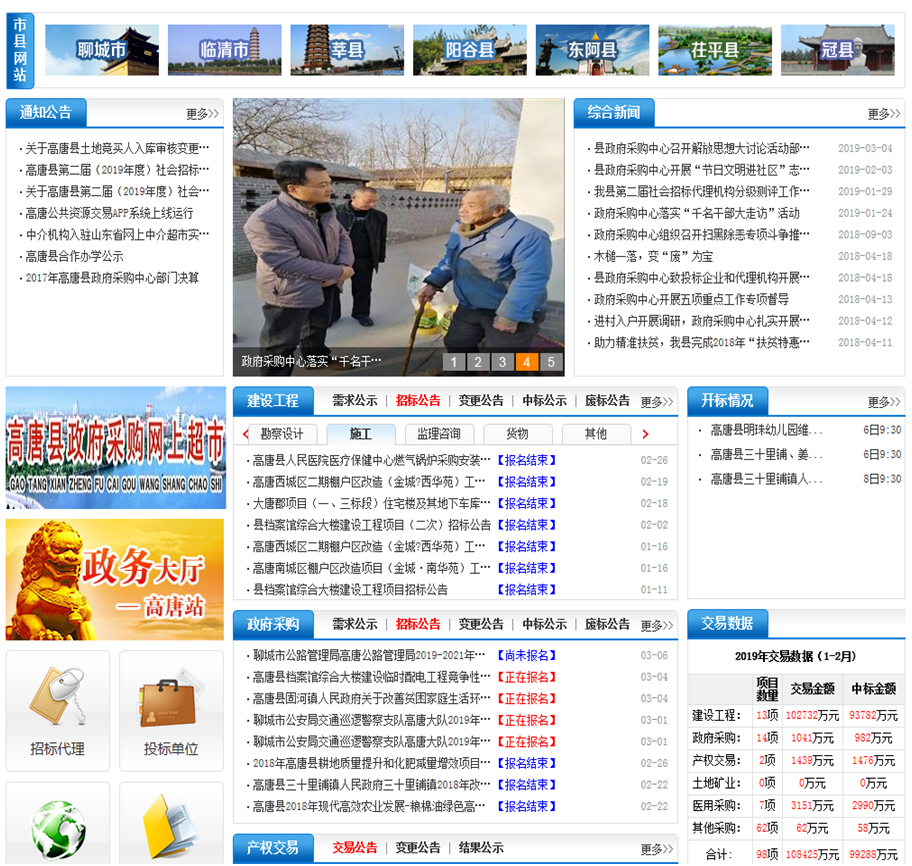 市县网站
聊城市
临清市
莘县
阳谷县
东阿县
茌平县
冠县
通知公告 更多>>
·关于高唐县土地竞买人入库审核变更…
·高唐县第二届（2019年度）社会招标…
·关于高唐县第二届（2019年度）社会…
·高唐公共资源交易APP系统上线运行
·中介机构入驻山东省网上中介超市实…
·高唐县合作办学公示
·2017年高唐县政府采购中心部门决算
政府采购中心落实“千名干… 1 2 3 4 5
综合新闻 更多>>
·县政府采购中心召开解放思想大讨论活动部… 2019-03-04
·县政府采购中心开展“节日文明进社区”志… 2019-02-03
·我县第二届社会招标代理机构分级测评工作… 2019-01-29
·政府采购中心落实“千名干部大走访”活动 2019-01-24
·政府采购中心组织召开扫黑除恶专项斗争推… 2018-09-03
·木槌一落，变“废”为宝 2018-04-18
·县政府采购中心致投标企业和代理机构开展… 2018-04-18
·政府采购中心开展五项重点工作专项督导 2018-04-13
·进村入户开展调研，政府采购中心扎实开展… 2018-04-12
·助力精准扶贫，我县完成2018年“扶贫特惠… 2018-04-11
高唐县政府采购网上超市
GAO TANG XIAN ZHENG FU CAI GOU WANG SHANG CHAO SHI
政务大厅
—高唐站
招标代理
投标单位
建设工程 需求公示 | 招标公告 | 变更公告 | 中标公示 | 废标公告 更多>>
勘察设计 施工 监理咨询 货物 其他
·高唐县人民医院医疗保健中心燃气锅炉采购安装… 【报名结束】 02-26
·高唐西城区二期棚户区改造（金城?西华苑）工… 【报名结束】 02-19
·大唐郡项目（一、三标段）住宅楼及其地下车库… 【报名结束】 02-18
·县档案馆综合大楼建设工程项目（二次）招标公告 【报名结束】 02-02
·高唐西城区二期棚户区改造（金城?西华苑）工… 【报名结束】 01-16
·高唐南城区棚户区改造项目（金城·南华苑）工… 【报名结束】 01-16
·县档案馆综合大楼建设工程项目招标公告 【报名结束】 01-11
开标情况 更多>>
· 高唐县明珠幼儿园维... 6日9:30
· 高唐县三十里铺、姜... 6日9:30
· 高唐县三十里铺镇人... 8日9:30
政府采购 需求公示 | 招标公告 | 变更公告 | 中标公示 | 废标公告 更多>>
·聊城市公路管理局高唐公路管理局2019-2021年… 【尚未报名】 03-06
·高唐县档案馆综合大楼建设临时配电工程竞争性… 【正在报名】 03-04
·高唐县固河镇人民政府关于改善贫困家庭生活环… 【正在报名】 03-04
·聊城市公安局交通巡逻警察支队高唐大队2019年… 【正在报名】 03-01
·聊城市公安局交通巡逻警察支队高唐大队2019年… 【正在报名】 03-01
·2018年高唐县耕地质量提升和化肥减量增效项目… 【报名结束】 02-26
·高唐县三十里铺镇人民政府三十里铺镇2018年改… 【报名结束】 02-22
·高唐县2018年现代高效农业发展-粮棉油绿色高… 【报名结束】 02-22
交易数据
2019年交易数据（1-2月）
项目数量 交易金额 中标金额
建设工程: 13项 102732万元 93782万元
政府采购: 14项 1041万元 982万元
产权交易: 2项 1439万元 1476万元
土地矿业: 0项 0万元 0万元
医用采购: 7项 3151万元 2990万元
其他采购: 62项 62万元 58万元
合计: 98项 108425万元 99288万元
产权交易 交易公告 | 变更公告 | 结果公示 更多>>